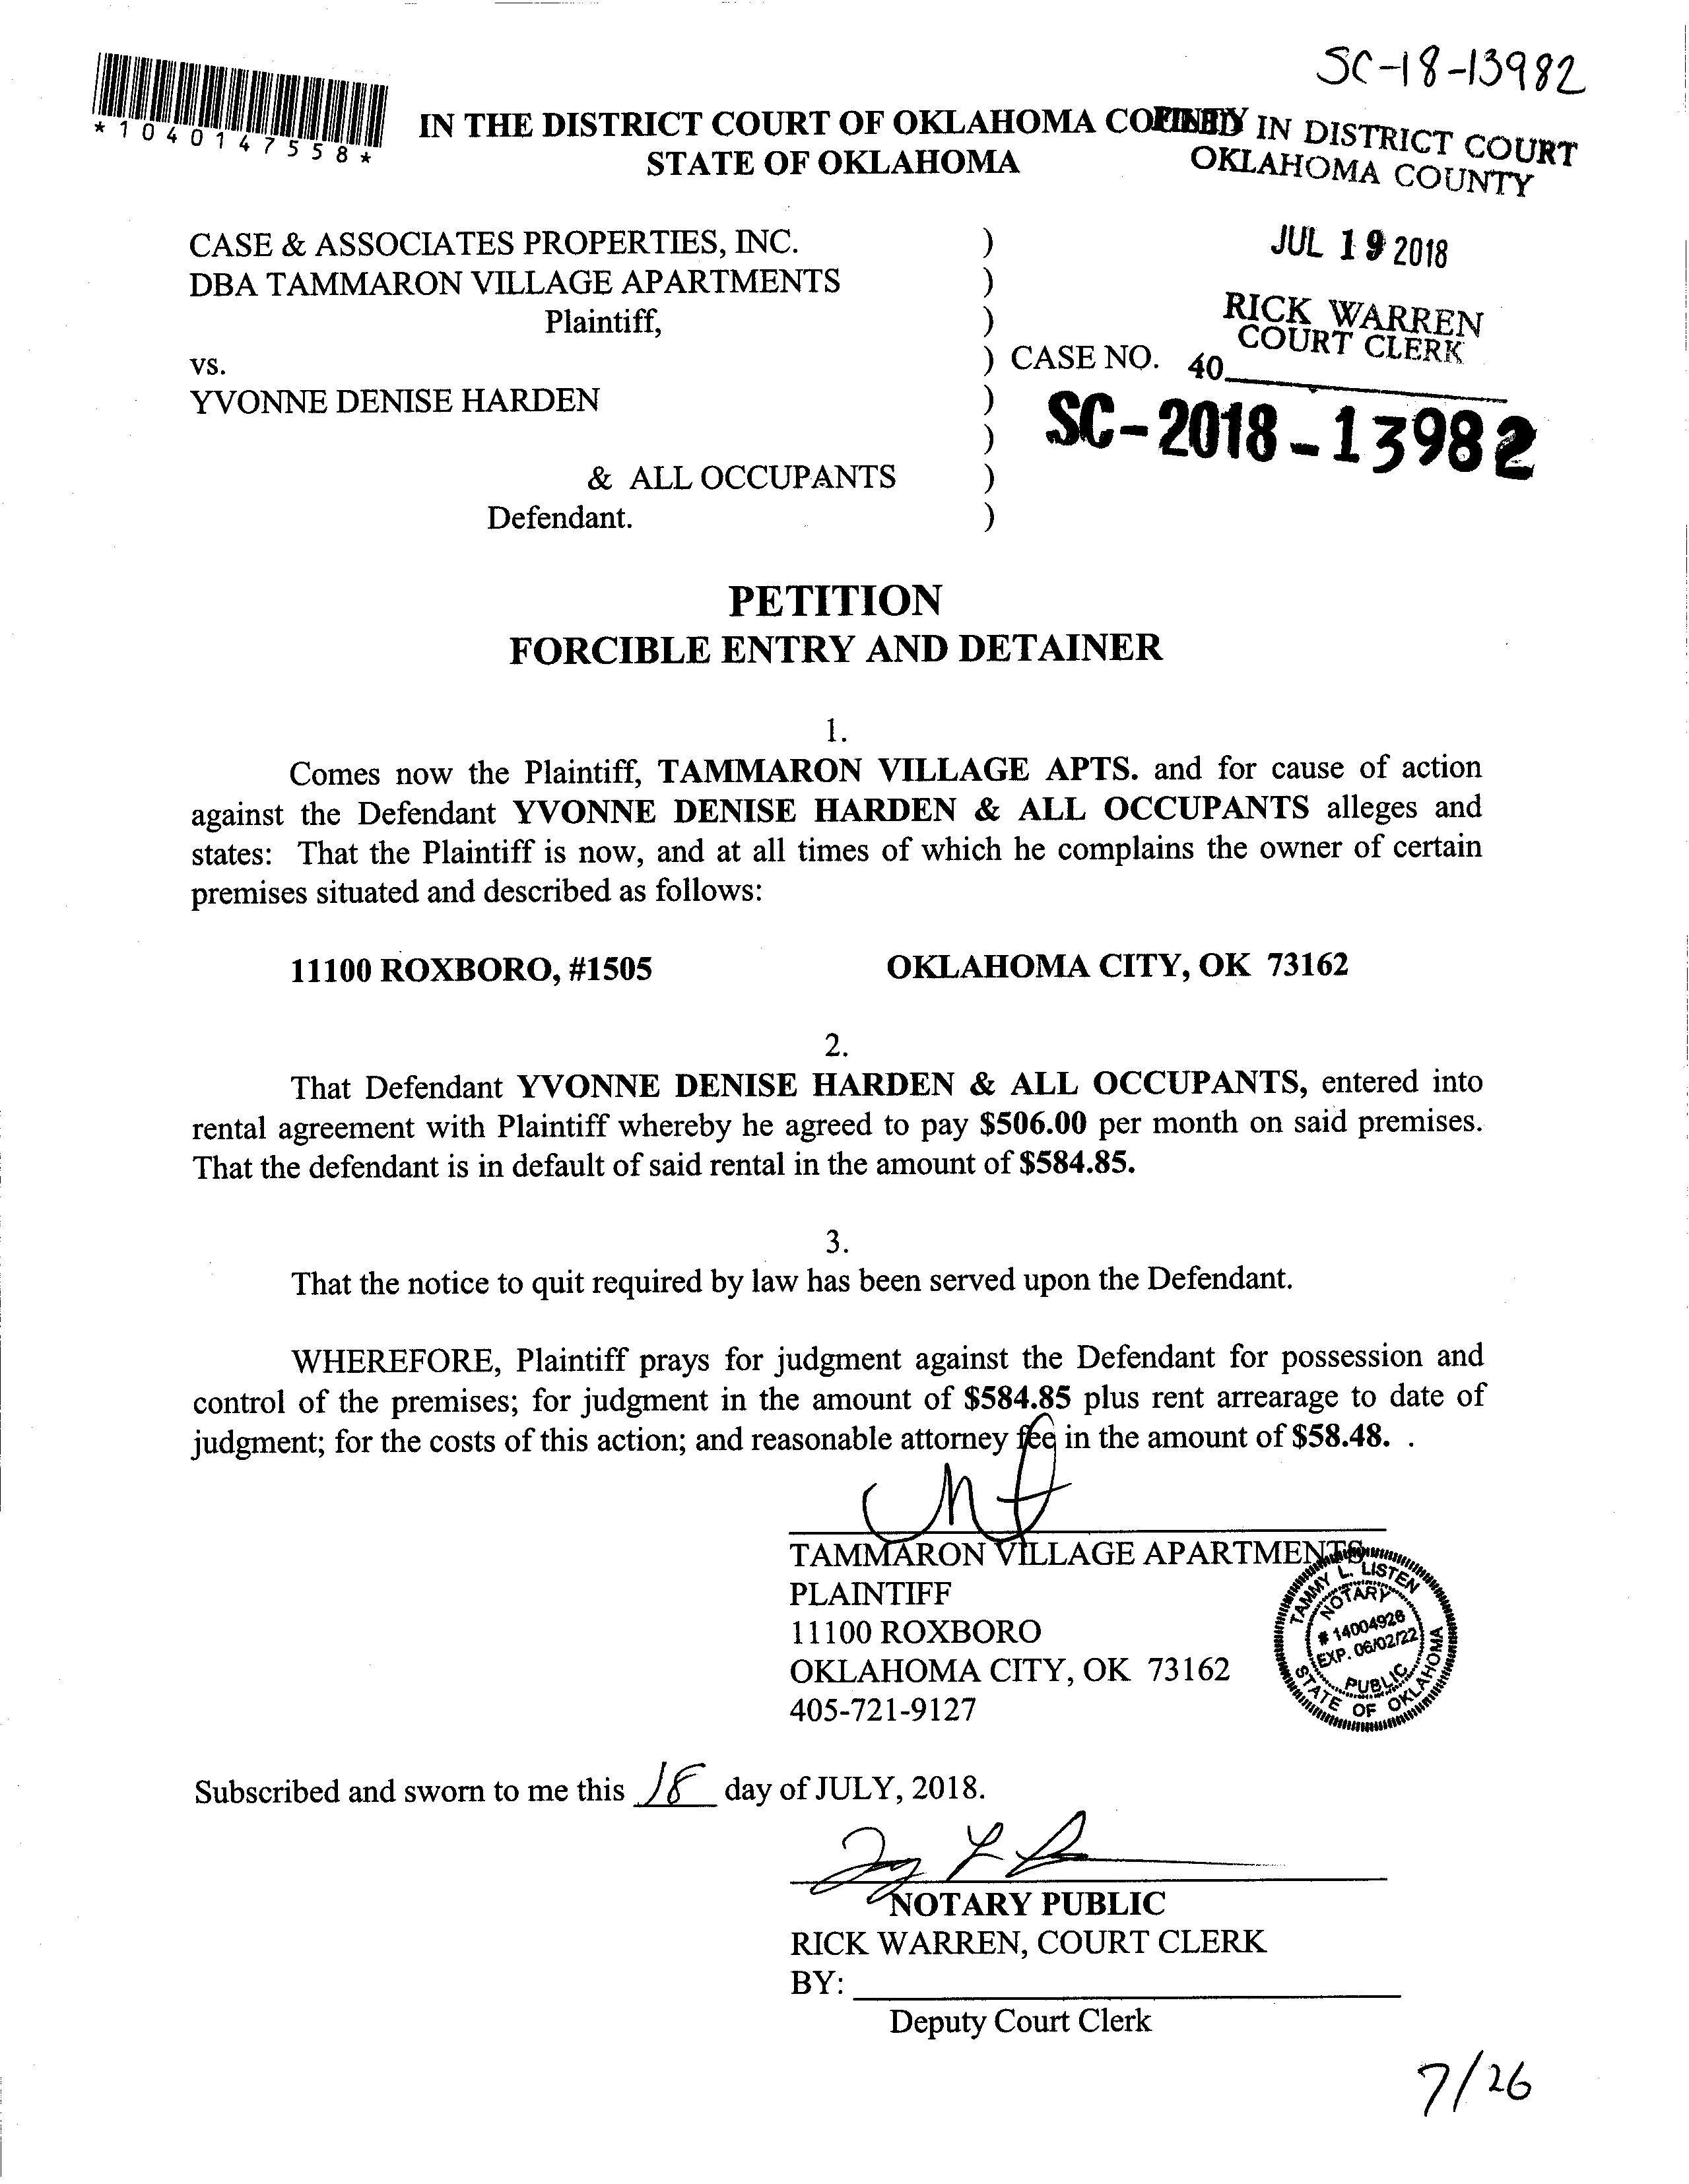 SC-18-13982
*1040147558*
IN THE DISTRICT COURT OF OKLAHOMA COUNTY
STATE OF OKLAHOMA
FILED IN DISTRICT COURT
OKLAHOMA COUNTY
JUL 19 2018
RICK WARREN
COURT CLERK
40
CASE & ASSOCIATES PROPERTIES, INC. )
DBA TAMMARON VILLAGE APARTMENTS )
Plaintiff, )
vs. ) CASE NO.
YVONNE DENISE HARDEN )
) SC-2018-13982
& ALL OCCUPANTS )
Defendant. )
PETITION
FORCIBLE ENTRY AND DETAINER
1.
Comes now the Plaintiff, TAMMARON VILLAGE APTS. and for cause of action
against the Defendant YVONNE DENISE HARDEN & ALL OCCUPANTS alleges and
states: That the Plaintiff is now, and at all times of which he complains the owner of certain
premises situated and described as follows:
11100 ROXBORO, #1505 OKLAHOMA CITY, OK 73162
2.
That Defendant YVONNE DENISE HARDEN & ALL OCCUPANTS, entered into
rental agreement with Plaintiff whereby he agreed to pay $506.00 per month on said premises.
That the defendant is in default of said rental in the amount of $584.85.
3.
That the notice to quit required by law has been served upon the Defendant.
WHEREFORE, Plaintiff prays for judgment against the Defendant for possession and
control of the premises; for judgment in the amount of $584.85 plus rent arrearage to date of
judgment; for the costs of this action; and reasonable attorney fee in the amount of $58.48. .
TAMMARON VILLAGE APARTMENTS
PLAINTIFF
11100 ROXBORO
OKLAHOMA CITY, OK 73162
405-721-9127
TAMMY L. LISTEN
NOTARY
# 14004926
EXP. 06/02/22
PUBLIC
STATE OF OKLAHOMA
Subscribed and sworn to me this 18 day of JULY, 2018.
NOTARY PUBLIC
RICK WARREN, COURT CLERK
BY:
Deputy Court Clerk
7/26